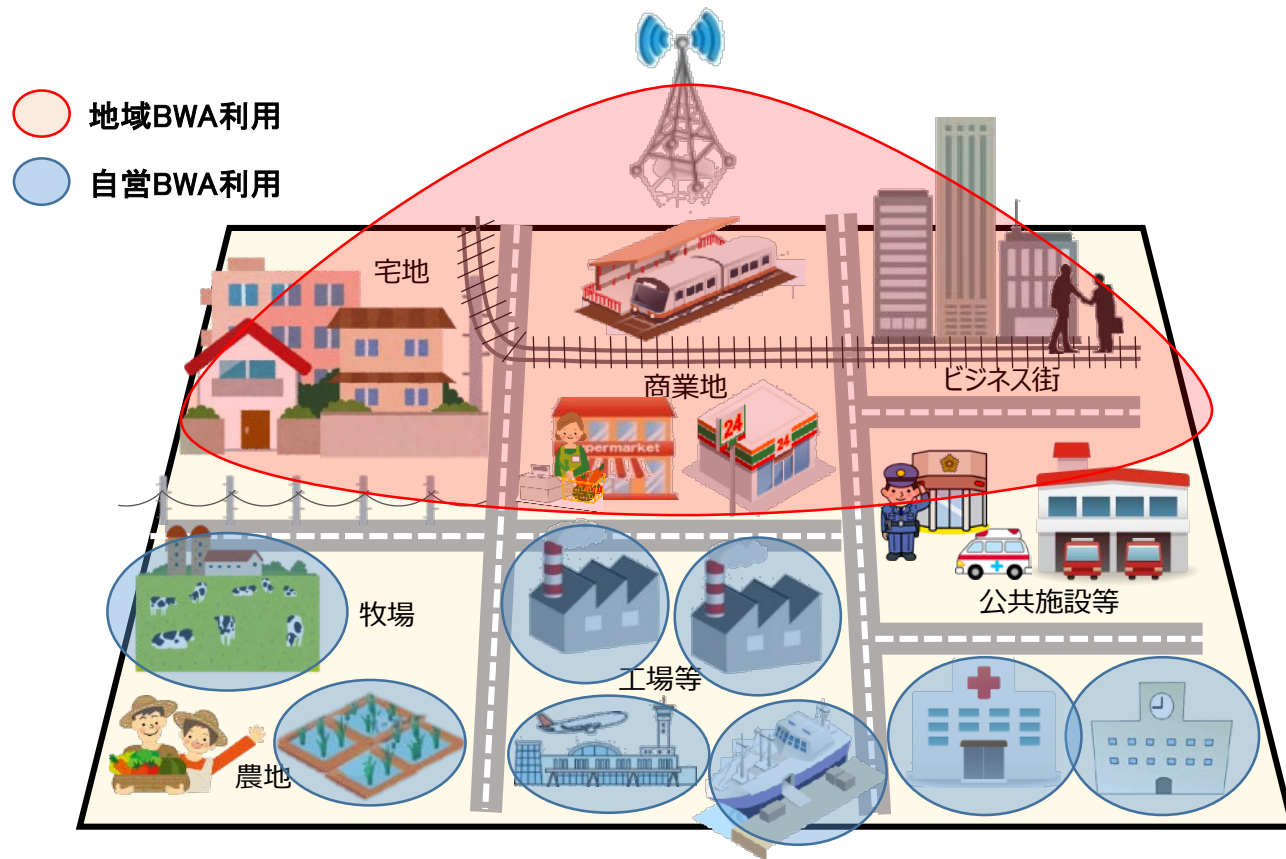 地域BWA利用
自営BWA利用
宅地
商業地
ビジネス街
24
24
permarket
牧場
公共施設等
工場等
農地